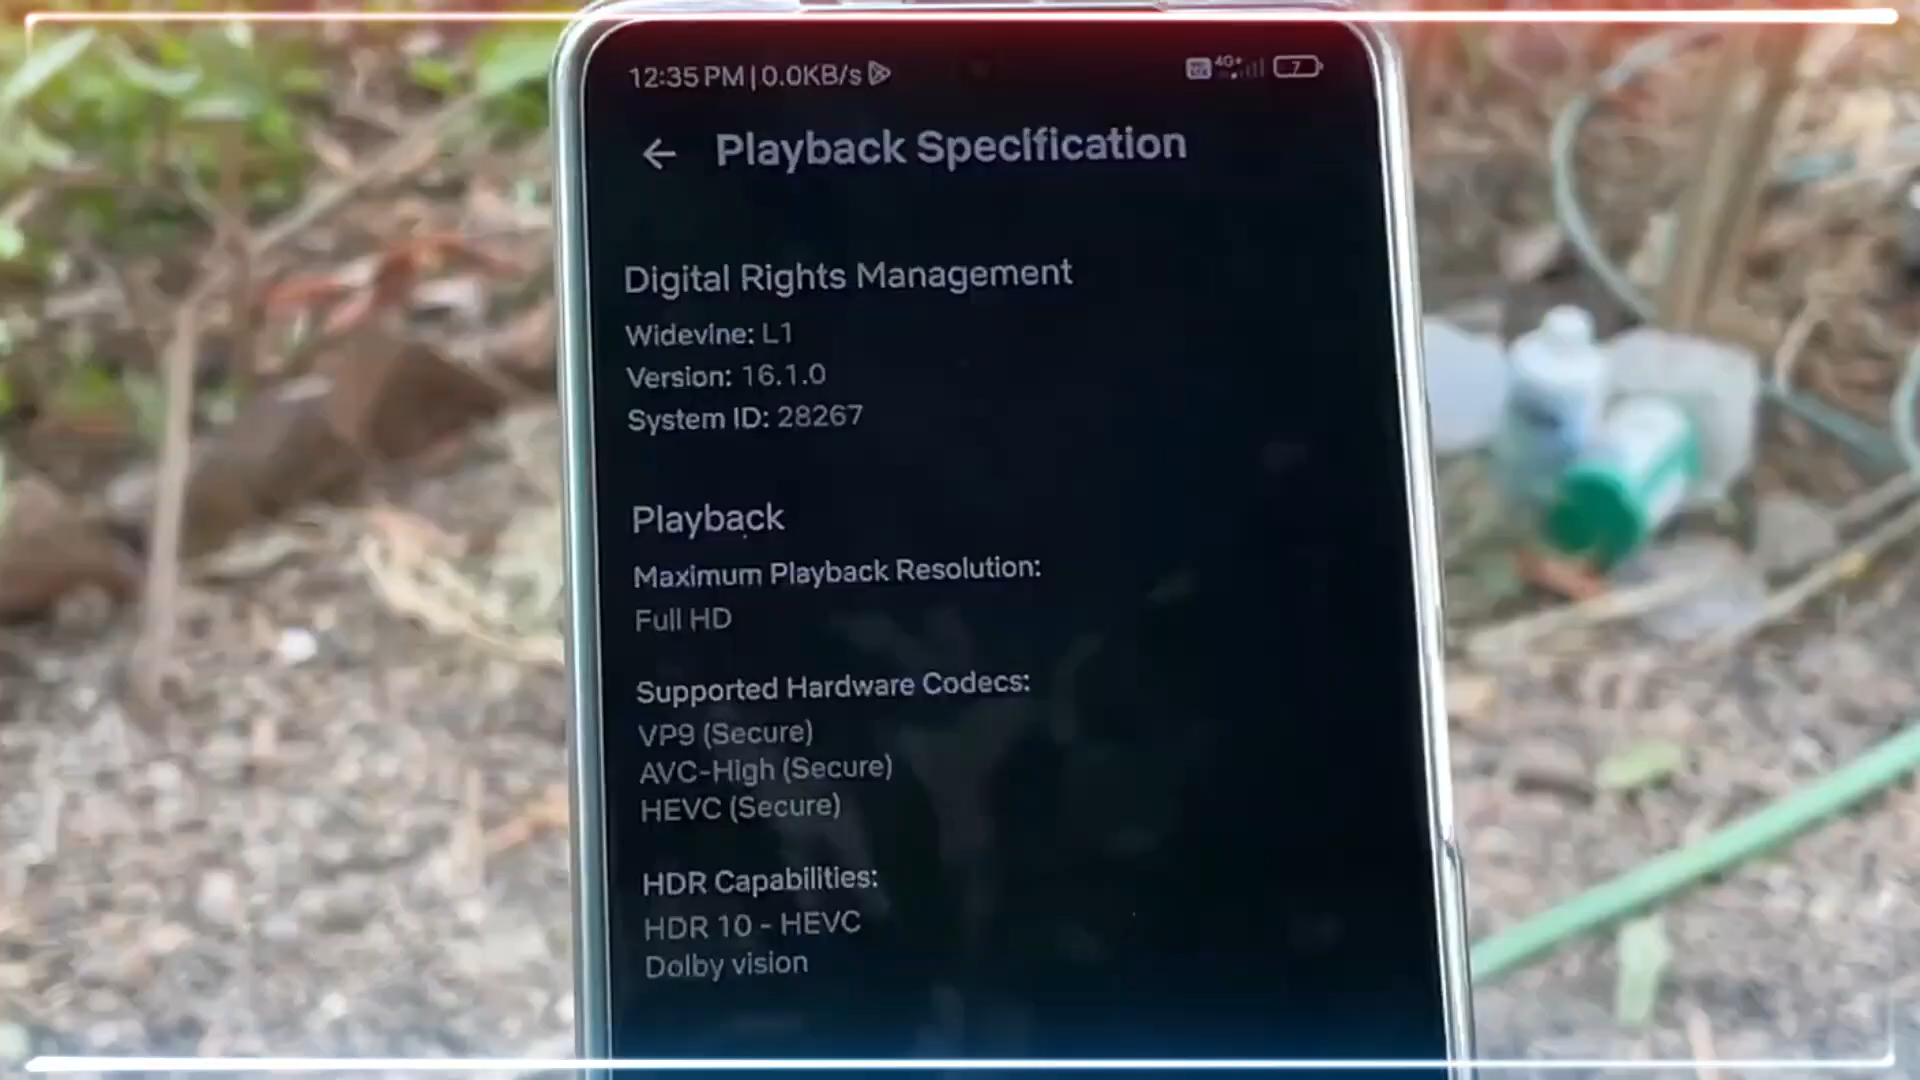 12:35 PM | 0.0KB/s
4G+
7
Playback Specification
Digital Rights Management
Widevine: L1
Version: 16.1.0
System ID: 28267
Playback
Maximum Playback Resolution:
Full HD
Supported Hardware Codecs:
VP9 (Secure)
AVC-High (Secure)
HEVC (Secure)
HDR Capabilities:
HDR 10 - HEVC
Dolby vision